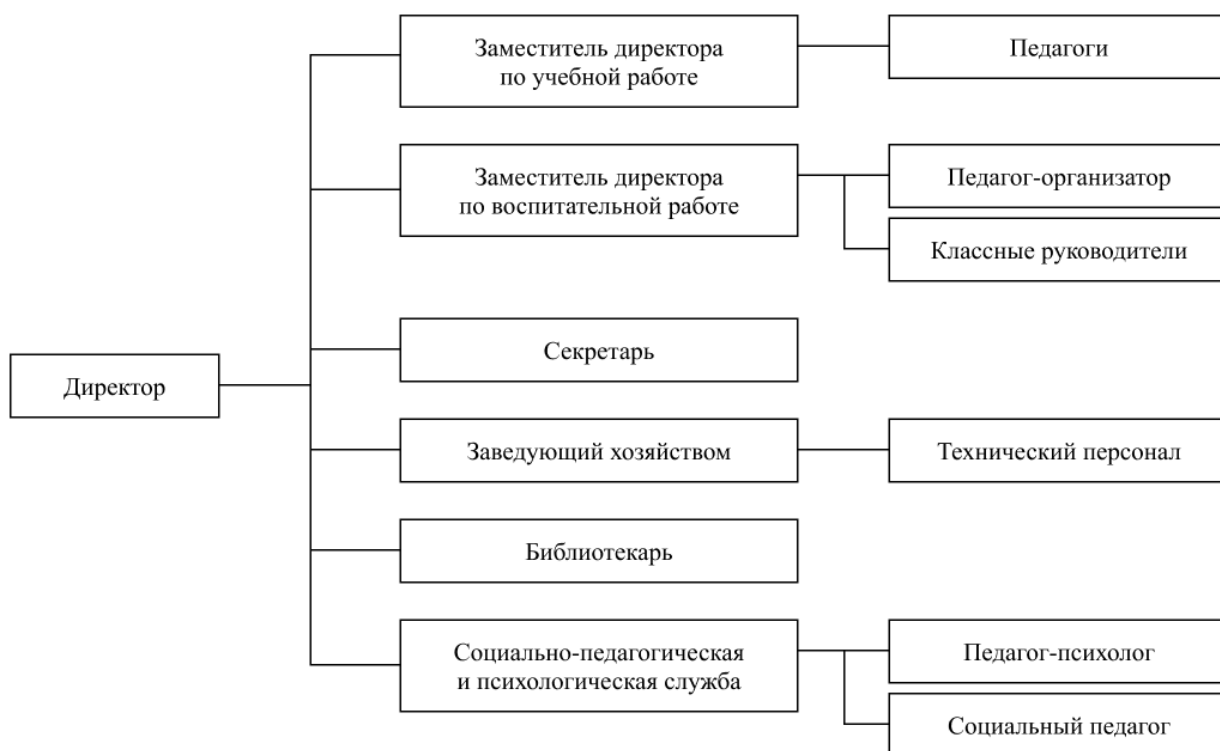 Заместитель директора
по учебной работе
Педагоги
Заместитель директора
по воспитательной работе
Педагог-организатор
Классные руководители
Секретарь
Директор
Заведующий хозяйством
Технический персонал
Библиотекарь
Социально-педагогическая
и психологическая служба
Педагог-психолог
Социальный педагог